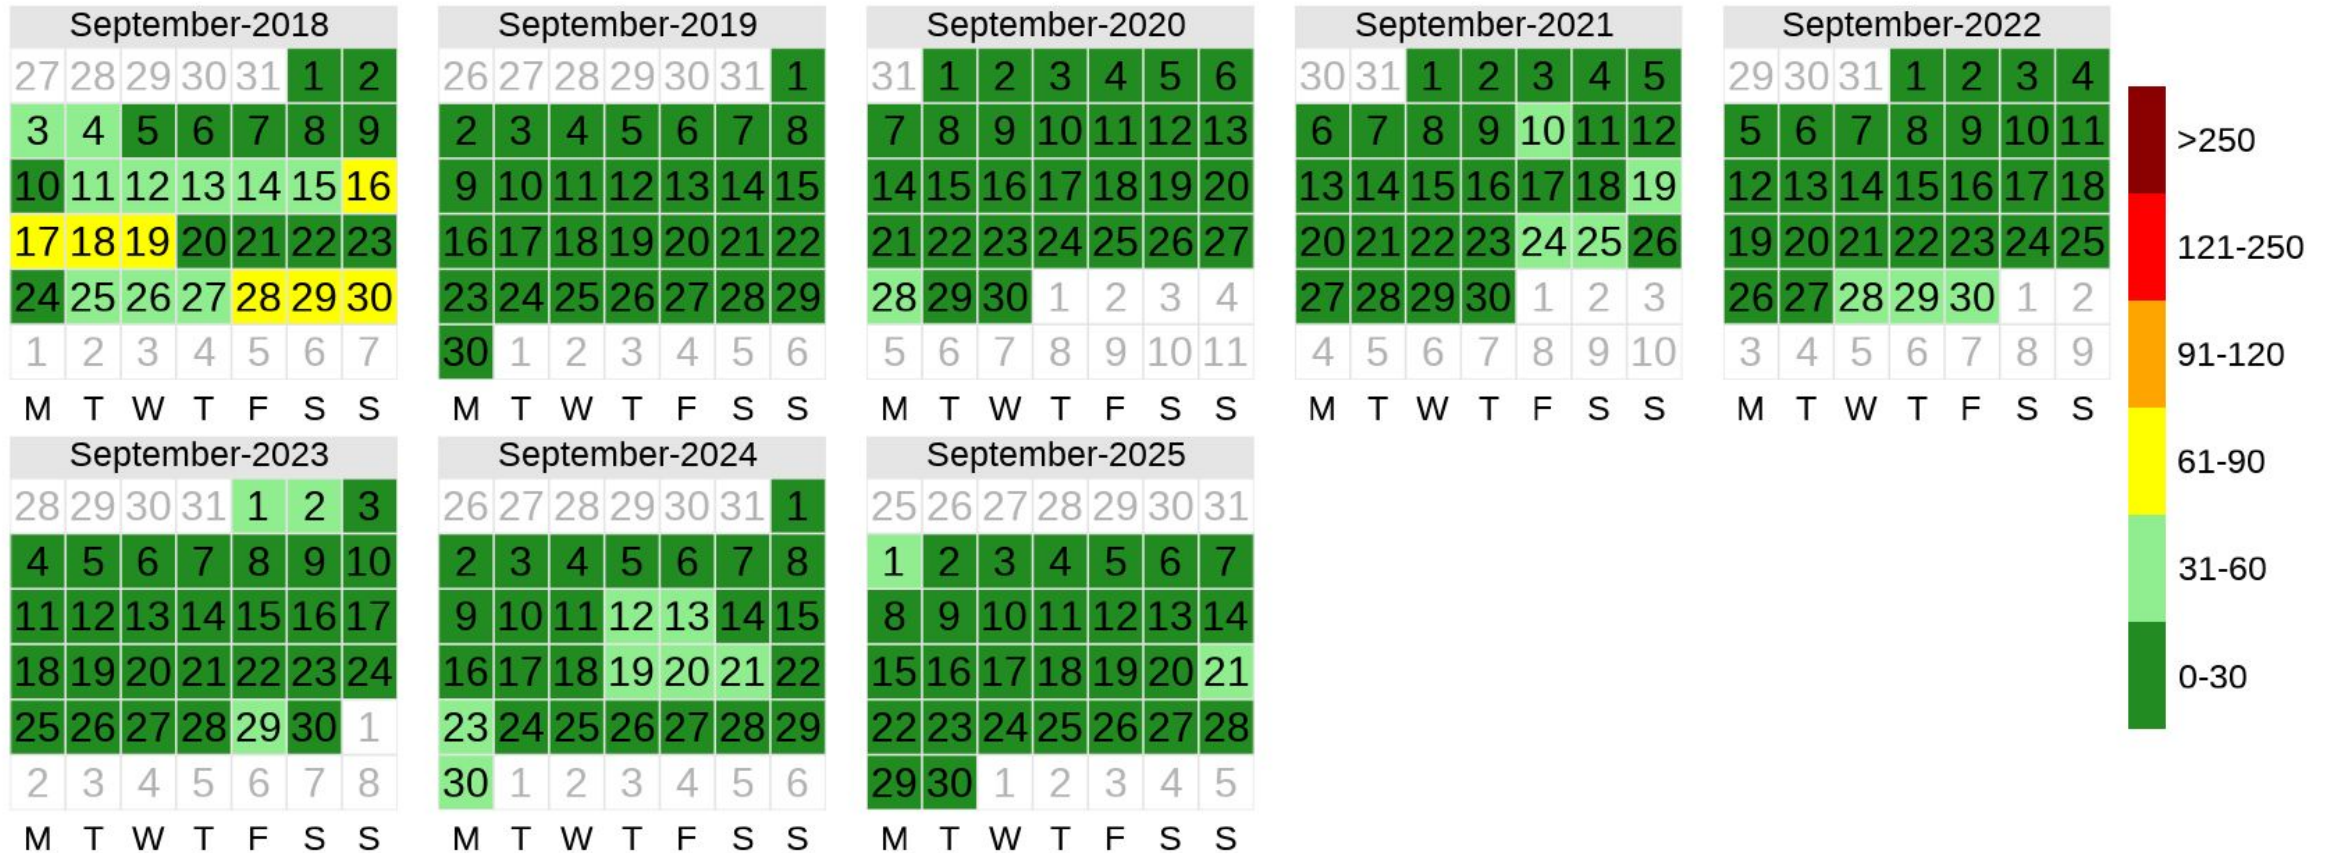 September-2018
27 28 29 30 31 1 2
3 4 5 6 7 8 9
10 11 12 13 14 15 16
17 18 19 20 21 22 23
24 25 26 27 28 29 30
1 2 3 4 5 6 7
M T W T F S S
September-2019
26 27 28 29 30 31 1
2 3 4 5 6 7 8
9 10 11 12 13 14 15
16 17 18 19 20 21 22
23 24 25 26 27 28 29
30 1 2 3 4 5 6
M T W T F S S
September-2020
31 1 2 3 4 5 6
7 8 9 10 11 12 13
14 15 16 17 18 19 20
21 22 23 24 25 26 27
28 29 30 1 2 3 4
5 6 7 8 9 10 11
M T W T F S S
September-2021
30 31 1 2 3 4 5
6 7 8 9 10 11 12
13 14 15 16 17 18 19
20 21 22 23 24 25 26
27 28 29 30 1 2 3
4 5 6 7 8 9 10
M T W T F S S
September-2022
29 30 31 1 2 3 4
5 6 7 8 9 10 11
12 13 14 15 16 17 18
19 20 21 22 23 24 25
26 27 28 29 30 1 2
3 4 5 6 7 8 9
M T W T F S S
September-2023
28 29 30 31 1 2 3
4 5 6 7 8 9 10
11 12 13 14 15 16 17
18 19 20 21 22 23 24
25 26 27 28 29 30 1
2 3 4 5 6 7 8
M T W T F S S
September-2024
26 27 28 29 30 31 1
2 3 4 5 6 7 8
9 10 11 12 13 14 15
16 17 18 19 20 21 22
23 24 25 26 27 28 29
30 1 2 3 4 5 6
M T W T F S S
September-2025
25 26 27 28 29 30 31
1 2 3 4 5 6 7
8 9 10 11 12 13 14
15 16 17 18 19 20 21
22 23 24 25 26 27 28
29 30 1 2 3 4 5
M T W T F S S
>250
121-250
91-120
61-90
31-60
0-30